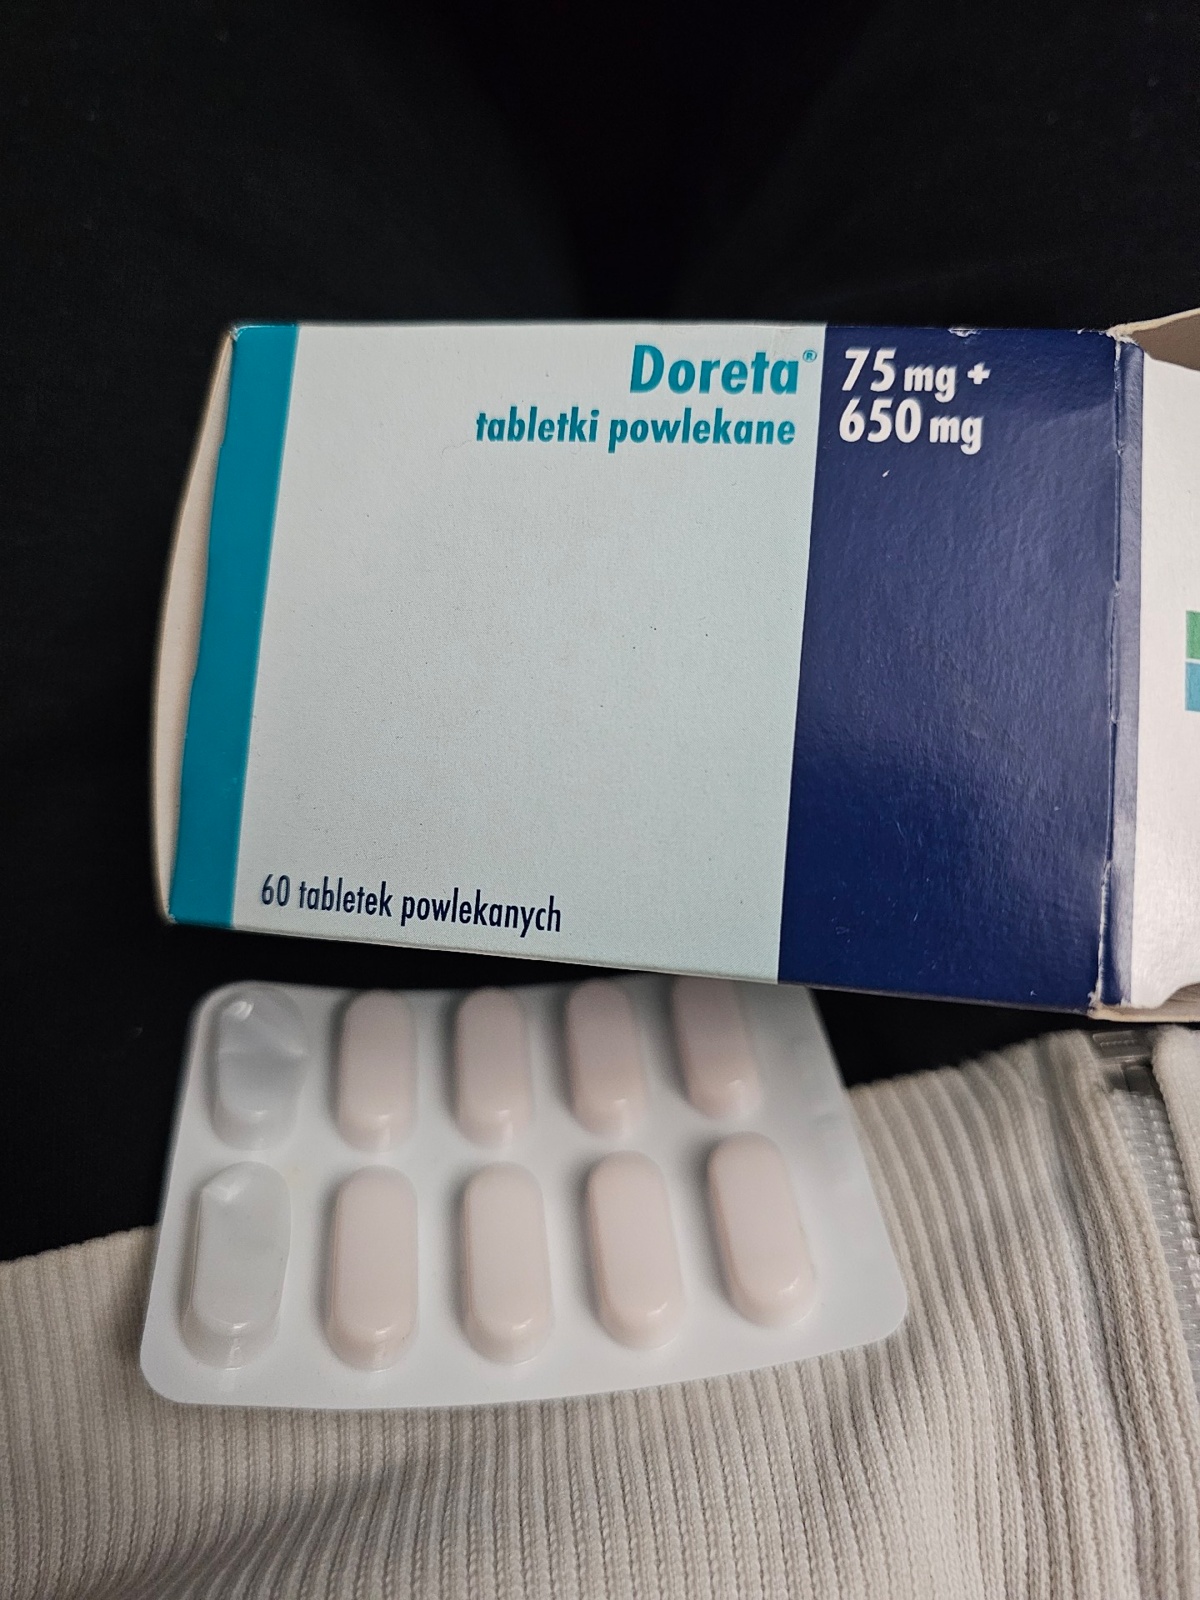 Doreta®
tabletki powlekane
75 mg +
650 mg
60 tabletek powlekanych